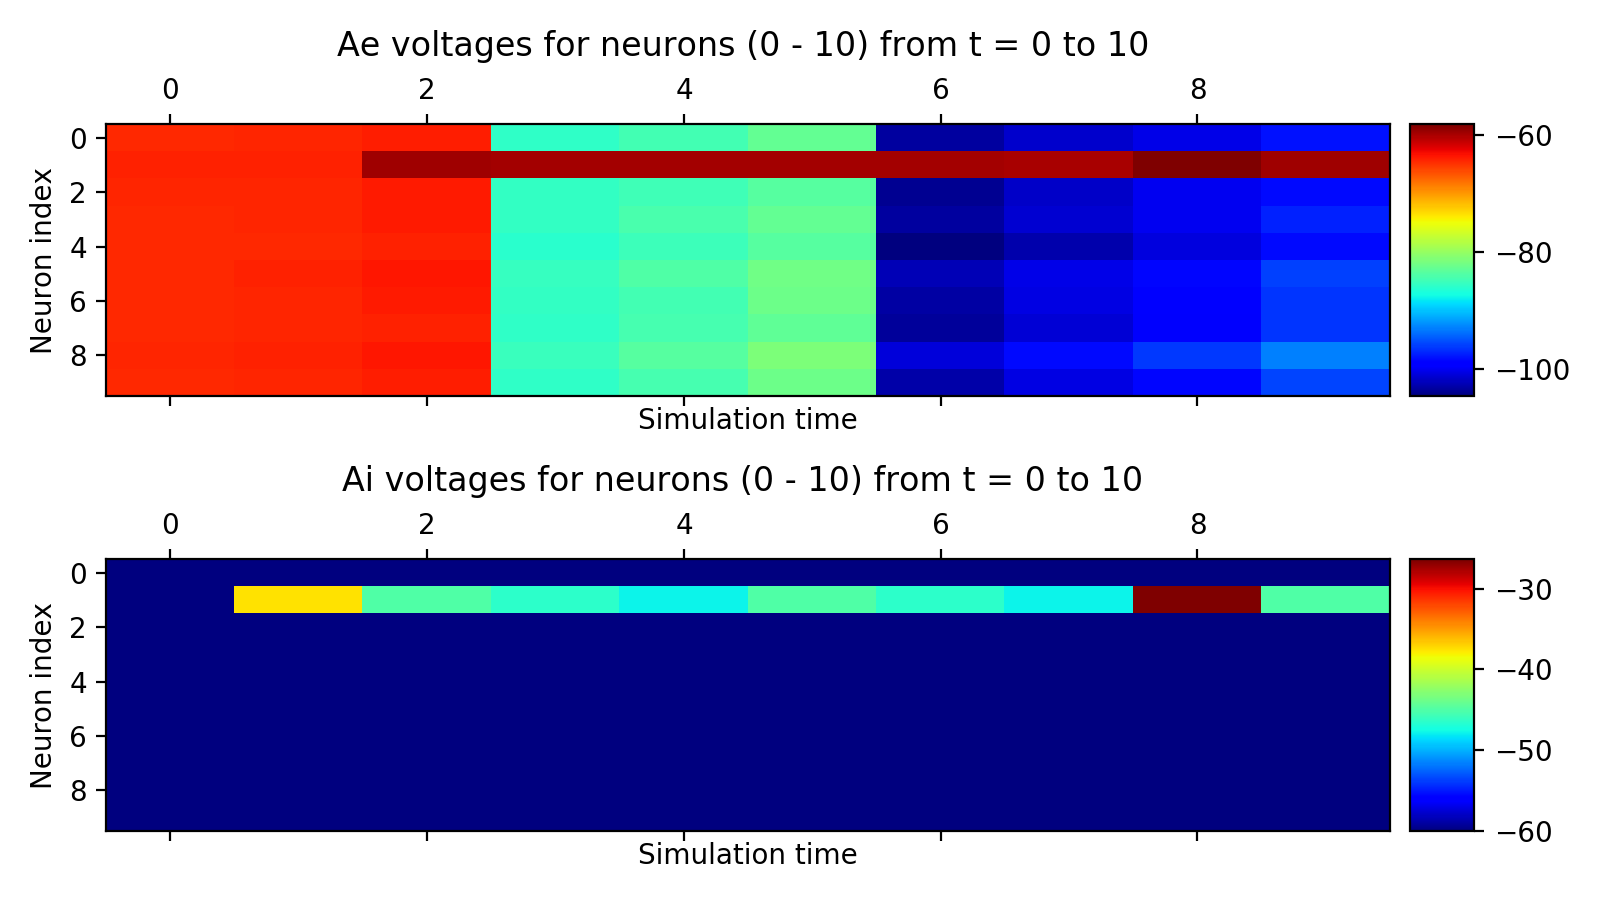 Ae voltages for neurons (0 - 10) from t = 0 to 10
0 2 4 6 8
Neuron index
0
2
4
6
8
−60
−80
−100
Simulation time
Ai voltages for neurons (0 - 10) from t = 0 to 10
0 2 4 6 8
Neuron index
0
2
4
6
8
−30
−40
−50
−60
Simulation time